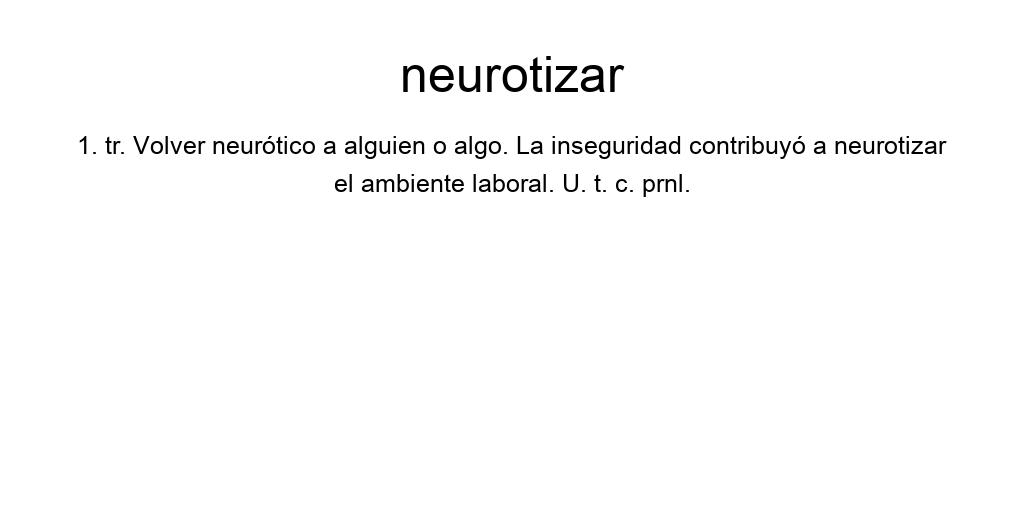 neurotizar
1. tr. Volver neurótico a alguien o algo. La inseguridad contribuyó a neurotizar
el ambiente laboral. U. t. c. prnl.